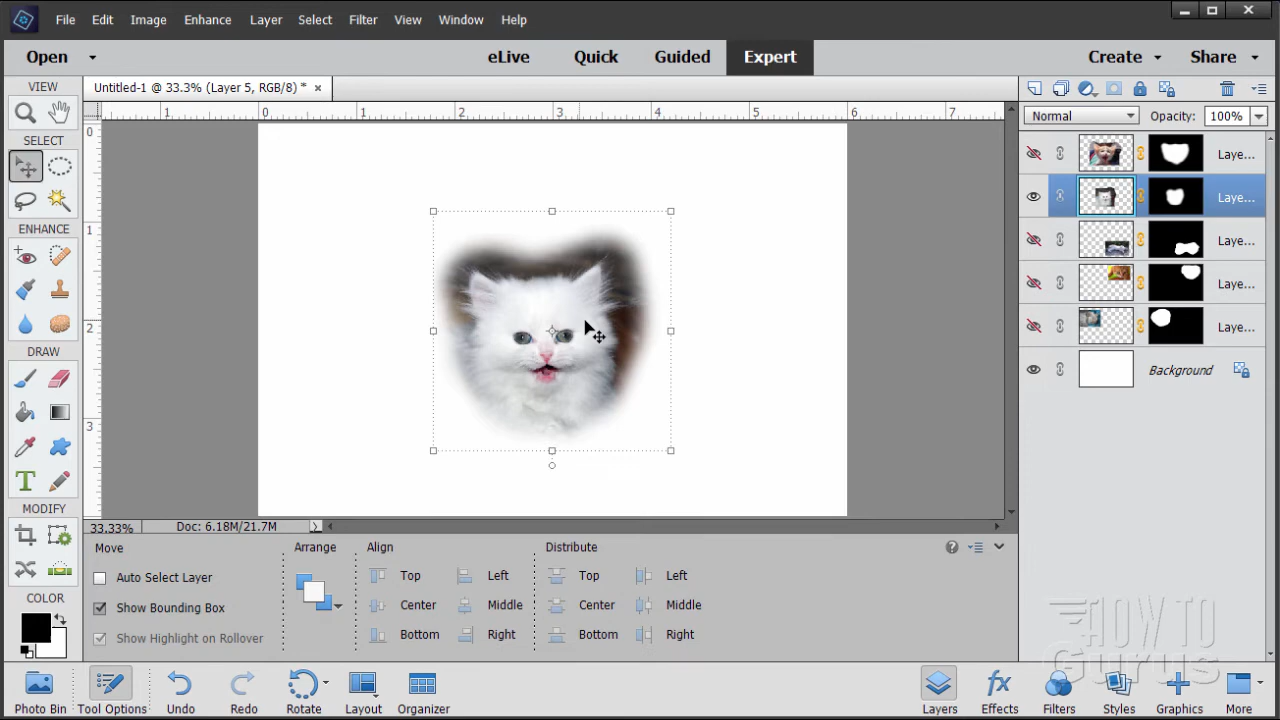 File Edit Image Enhance Layer Select Filter View Window Help
Open eLive Quick Guided Expert Create Share
VIEW
Untitled-1 @ 33.3% (Layer 5, RGB/8) * ×
1 0 1 2 3 4 5 6 7
Normal Opacity: 100%
0
SELECT
Laye...
Laye...
1
ENHANCE
Laye...
Laye...
2
Laye...
DRAW
Background
3
T
MODIFY
33.33% Doc: 6.18M/21.7M
Move Arrange Align Distribute
Auto Select Layer Top Left Top Left
COLOR
Show Bounding Box Center Middle Center Middle
Show Highlight on Rollover Bottom Right Bottom Right
HOW TO
Gurus
Photo Bin Tool Options Undo Redo Rotate Layout Organizer Layers Effects Filters Styles Graphics More